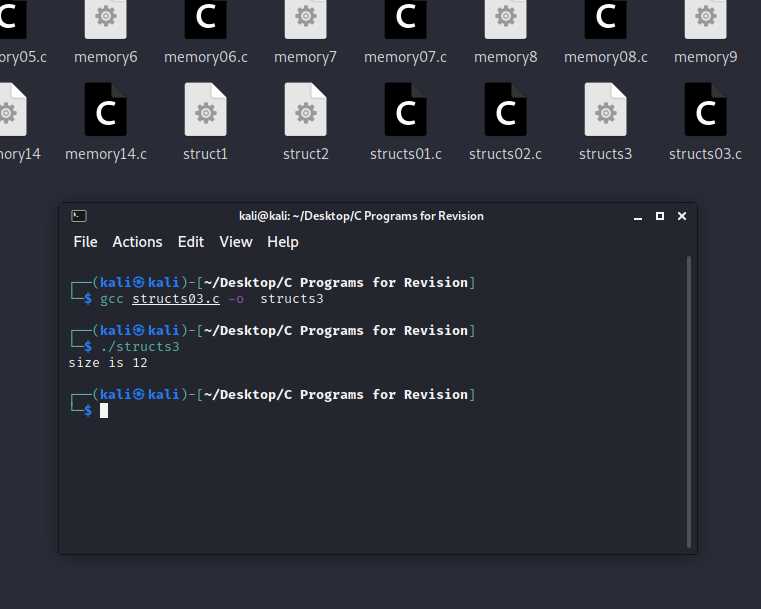 ory05.c memory6 memory06.c memory7 memory07.c memory8 memory08.c memory9
C C C C
ory14 memory14.c struct1 struct2 structs01.c structs02.c structs3 structs03.c
kali@kali: ~/Desktop/C Programs for Revision
File Actions Edit View Help
┌──(kali㉿kali)-[~/Desktop/C Programs for Revision]
└─$ gcc structs03.c -o  structs3
┌──(kali㉿kali)-[~/Desktop/C Programs for Revision]
└─$ ./structs3
size is 12
┌──(kali㉿kali)-[~/Desktop/C Programs for Revision]
└─$